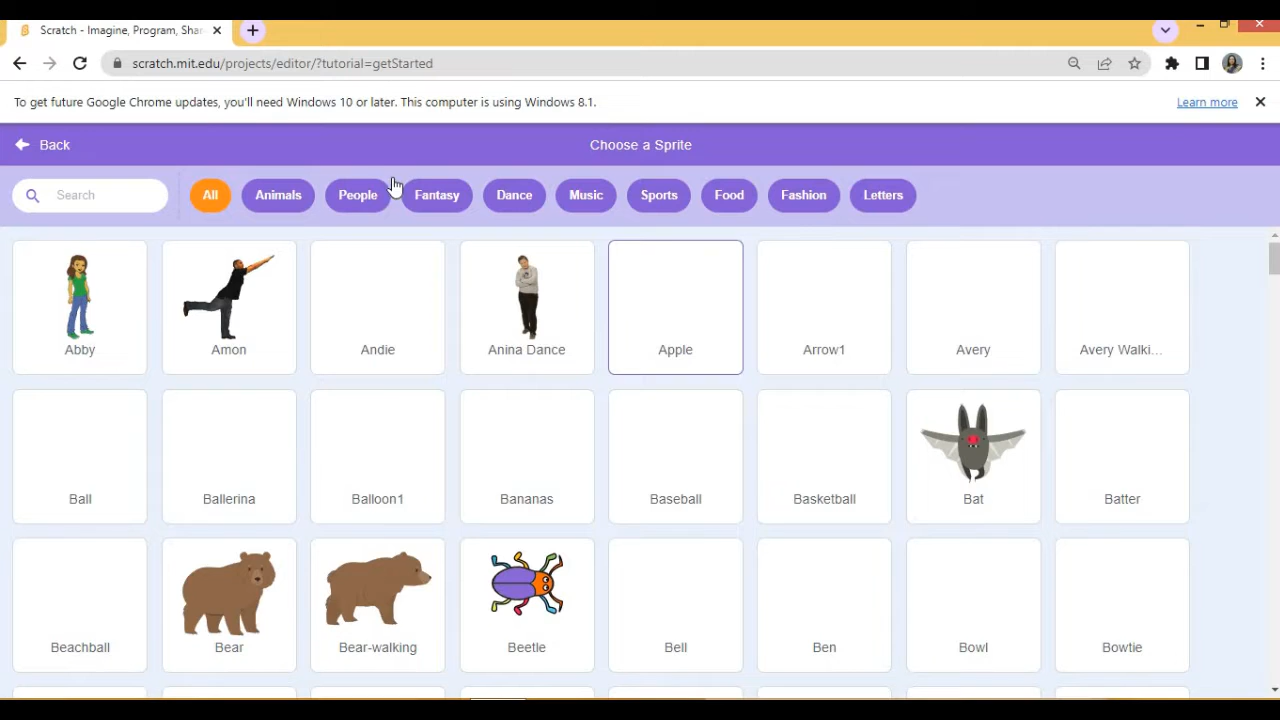 Scratch - Imagine, Program, Shar
scratch.mit.edu/projects/editor/?tutorial=getStarted
To get future Google Chrome updates, you'll need Windows 10 or later. This computer is using Windows 8.1. Learn more
Back Choose a Sprite
Search All Animals People Fantasy Dance Music Sports Food Fashion Letters
Abby Amon Andie Anina Dance Apple Arrow1 Avery Avery Walki...
Ball Ballerina Balloon1 Bananas Baseball Basketball Bat Batter
Beachball Bear Bear-walking Beetle Bell Ben Bowl Bowtie